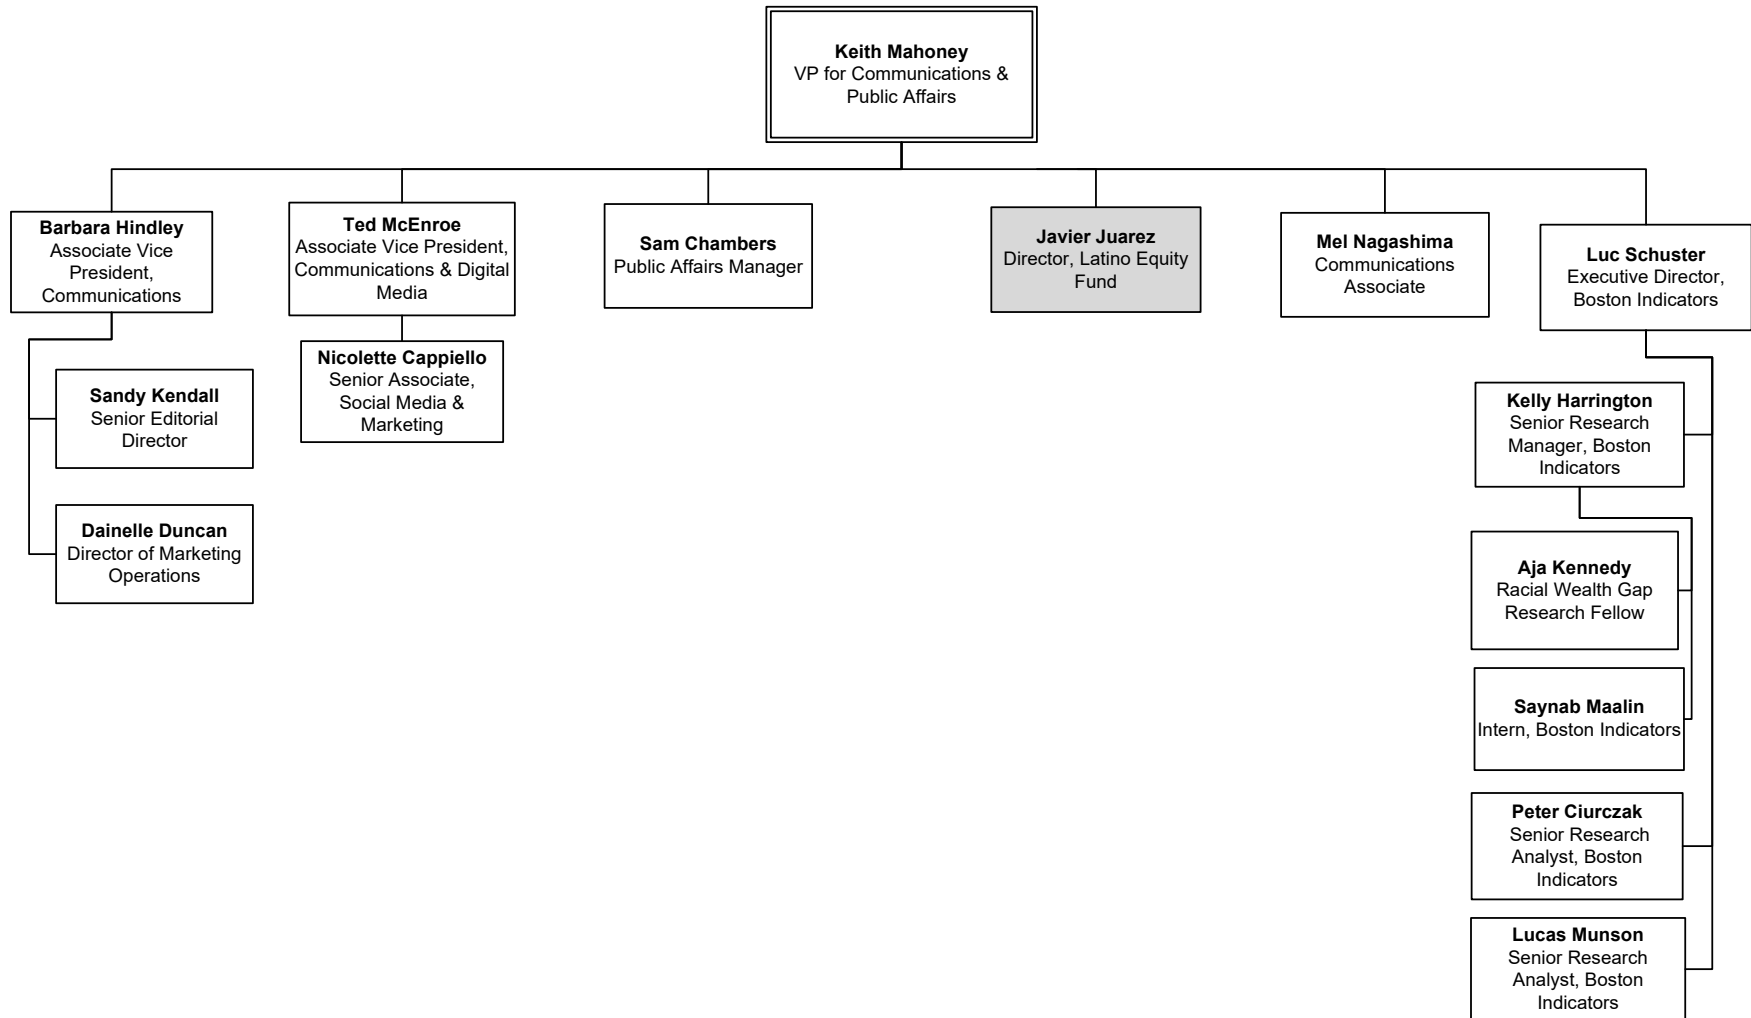 Keith Mahoney
VP for Communications &
Public Affairs
Barbara Hindley
Associate Vice
President,
Communications
Ted McEnroe
Associate Vice President,
Communications & Digital
Media
Sam Chambers
Public Affairs Manager
Javier Juarez
Director, Latino Equity
Fund
Mel Nagashima
Communications
Associate
Luc Schuster
Executive Director,
Boston Indicators
Sandy Kendall
Senior Editorial
Director
Dainelle Duncan
Director of Marketing
Operations
Nicolette Cappiello
Senior Associate,
Social Media &
Marketing
Kelly Harrington
Senior Research
Manager, Boston
Indicators
Aja Kennedy
Racial Wealth Gap
Research Fellow
Saynab Maalin
Intern, Boston Indicators
Peter Ciurczak
Senior Research
Analyst, Boston
Indicators
Lucas Munson
Senior Research
Analyst, Boston
Indicators